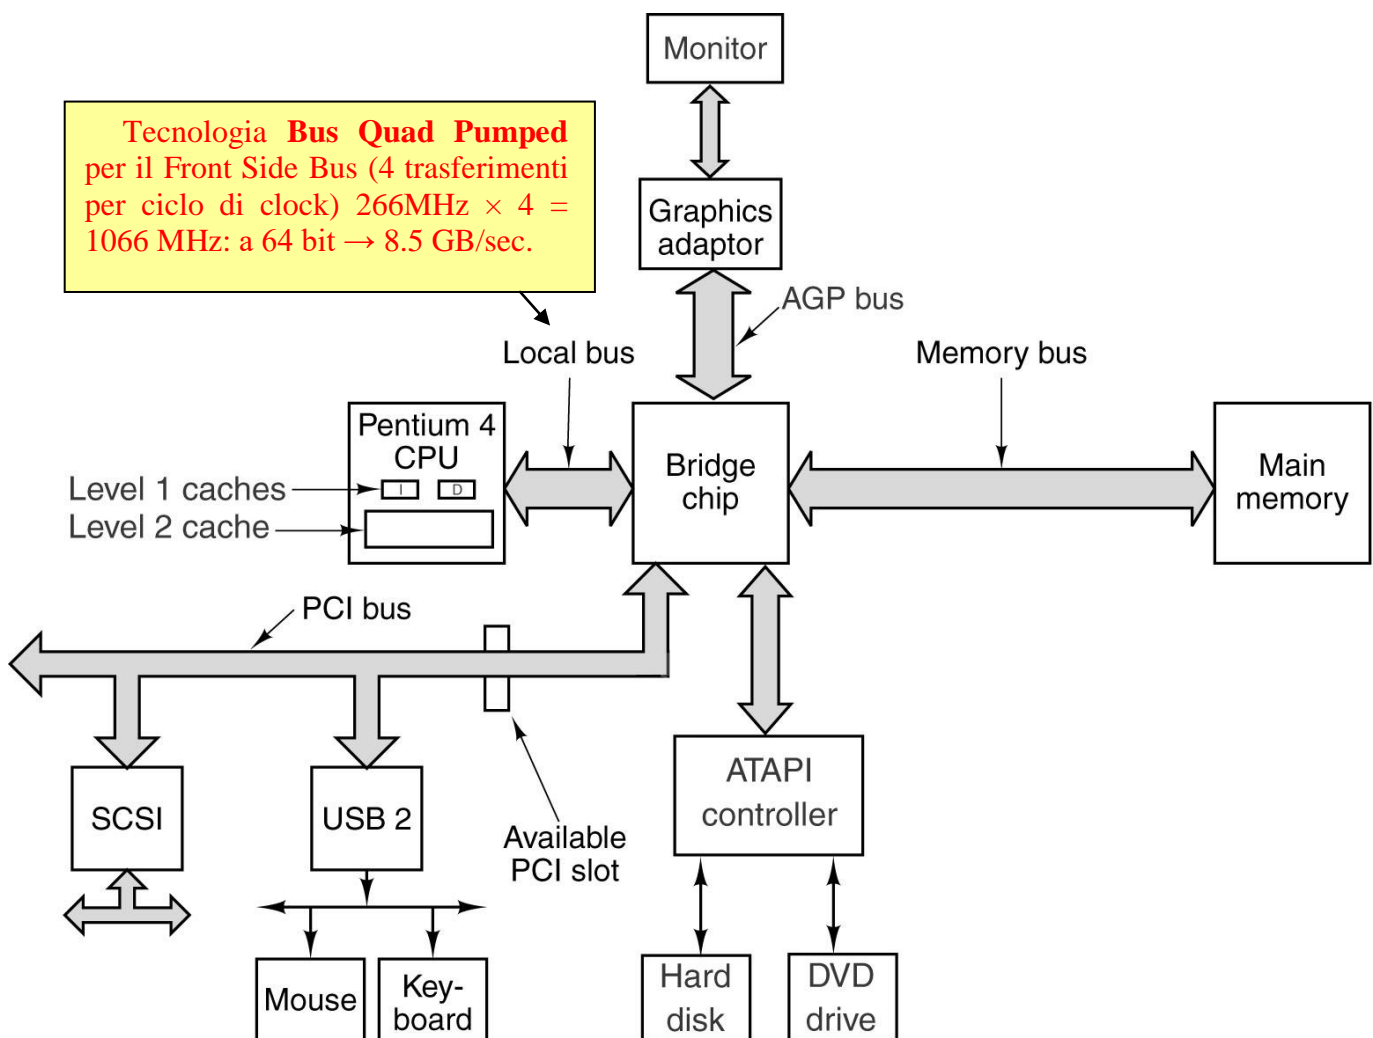 Monitor
Tecnologia Bus Quad Pumped
per il Front Side Bus (4 trasferimenti
per ciclo di clock) 266MHz × 4 =
1066 MHz: a 64 bit → 8.5 GB/sec.
Graphics
adaptor
AGP bus
Local bus
Memory bus
Pentium 4
CPU
I
D
Level 1 caches
Level 2 cache
Bridge
chip
Main
memory
PCI bus
SCSI
USB 2
Available
PCI slot
ATAPI
controller
Mouse
Key-
board
Hard
disk
DVD
drive